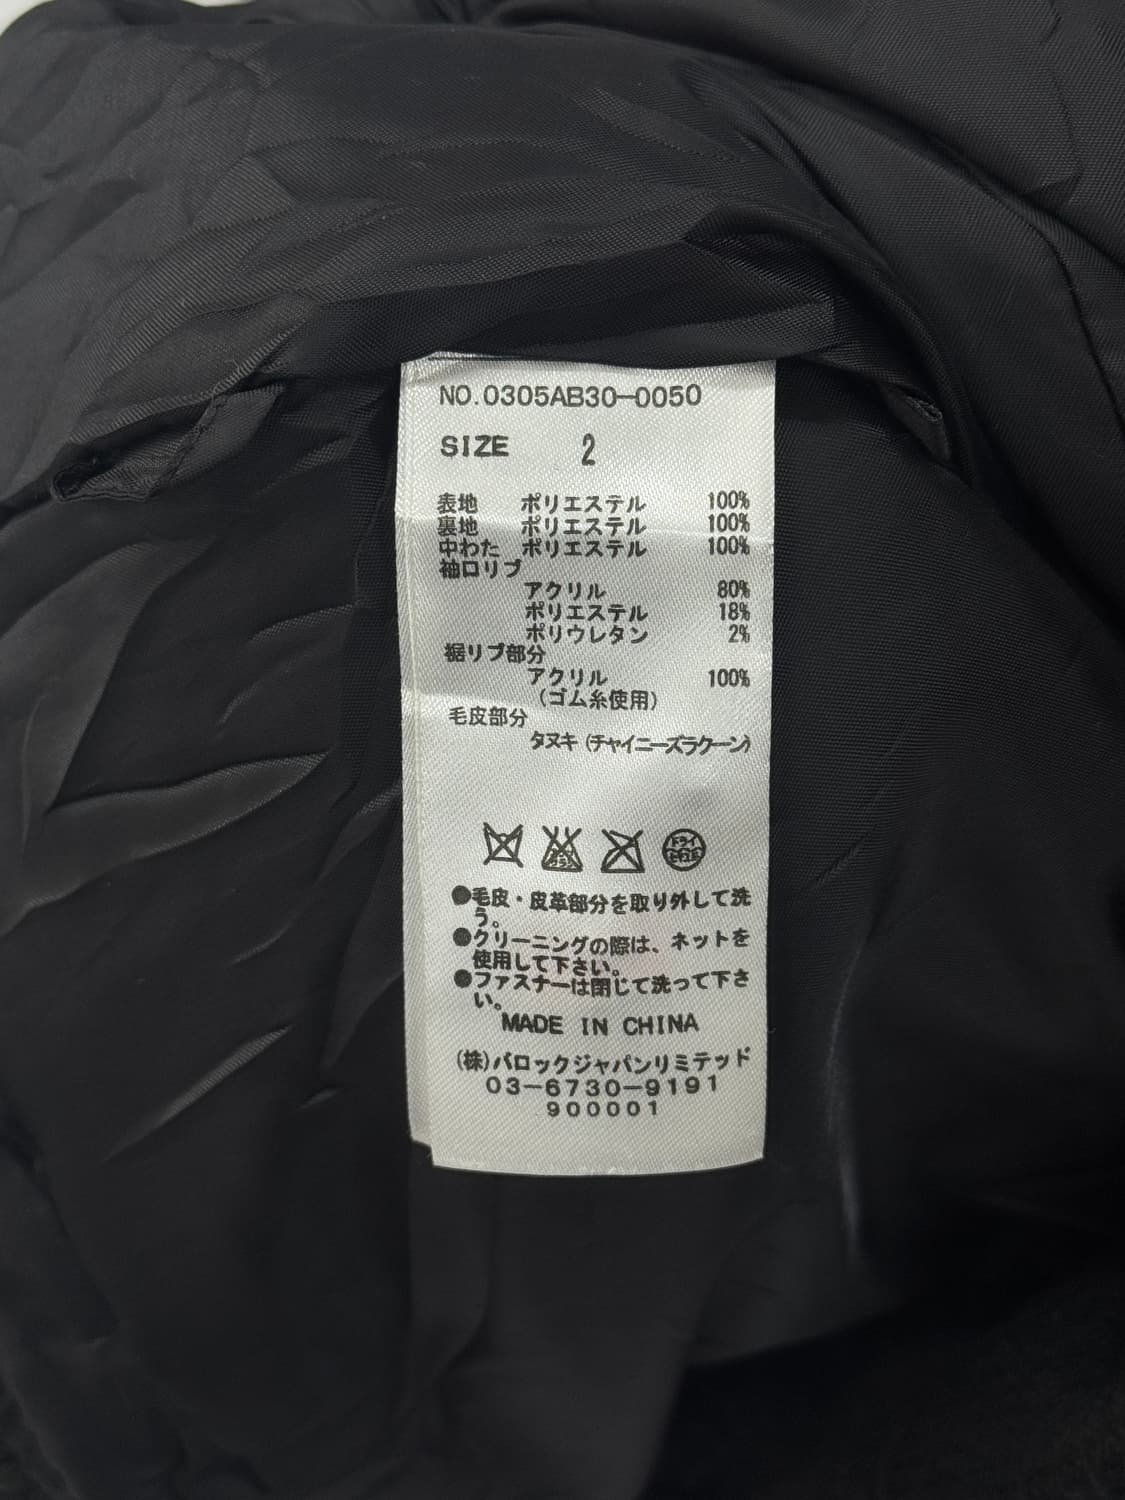 NO.0305AB30-0050
SIZE 2
表地 ポリエステル 100%
裏地 ポリエステル 100%
中わた ポリエステル 100%
袖口リブ
アクリル 80%
ポリエステル 18%
ポリウレタン 2%
裾リブ部分
アクリル 100%
(ゴム糸使用)
毛皮部分
タヌキ(チャイニーズラクーン)
ドライ
●毛皮・皮革部分を取り外して洗
う。
●クリーニングの際は、ネットを
使用して下さい。
●ファスナーは閉じて洗って下さ
い。
MADE IN CHINA
(株)バロックジャパンリミテッド
03-6730-9191
900001